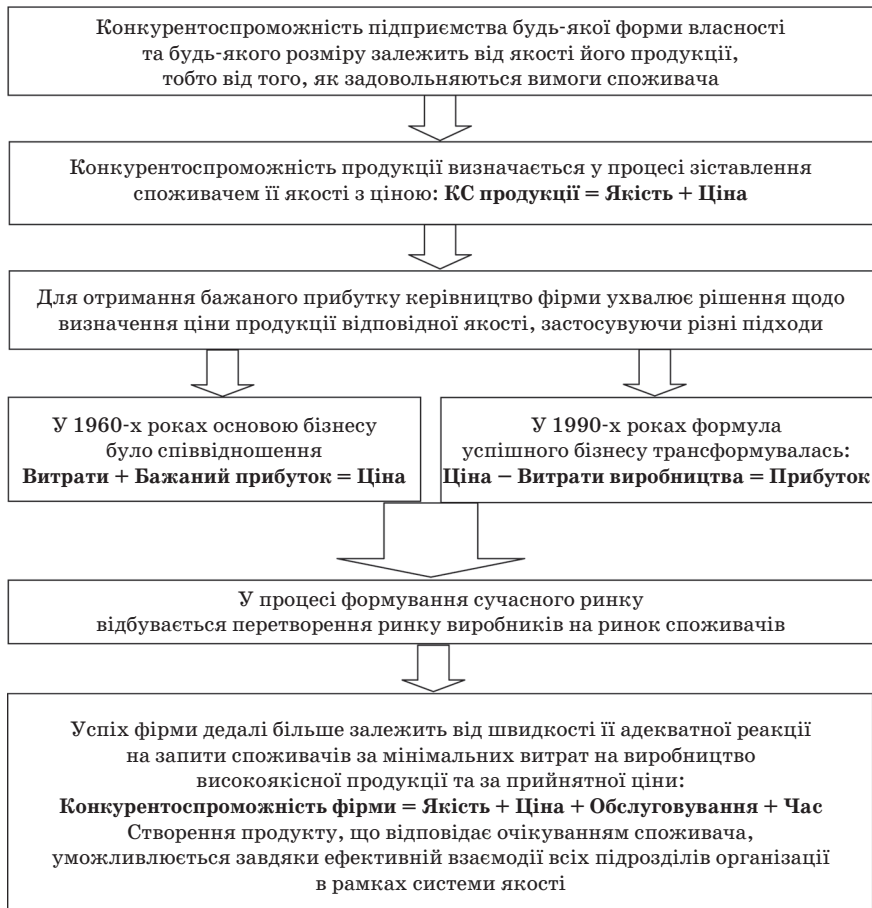 Конкурентоспроможність підприємства будь-якої форми власності
та будь-якого розміру залежить від якості його продукції,
тобто від того, як задовольняються вимоги споживача
Конкурентоспроможність продукції визначається у процесі зіставлення
споживачем її якості з ціною: КС продукції = Якість + Ціна
Для отримання бажаного прибутку керівництво фірми ухвалює рішення щодо
визначення ціни продукції відповідної якості, застосовуючи різні підходи
У 1960-х роках основою бізнесу
було співвідношення
Витрати + Бажаний прибуток = Ціна
У 1990-х роках формула
успішного бізнесу трансформувалась:
Ціна – Витрати виробництва = Прибуток
У процесі формування сучасного ринку
відбувається перетворення ринку виробників на ринок споживачів
Успіх фірми дедалі більше залежить від швидкості її адекватної реакції
на запити споживачів за мінімальних витрат на виробництво
високоякісної продукції та за прийнятної ціни:
Конкурентоспроможність фірми = Якість + Ціна + Обслуговування + Час
Створення продукту, що відповідає очікуванням споживача,
уможливлюється завдяки ефективній взаємодії всіх підрозділів організації
в рамках системи якості